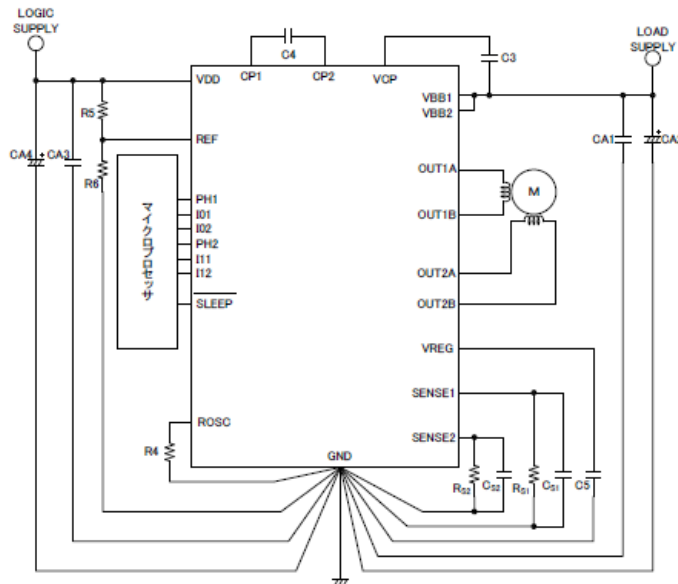 LOGIC
SUPPLY
LOAD
SUPPLY
C4
C3
CP1
CP2
VCP
VDD
VBB1
VBB2
R5
REF
CA4
CA3
R6
CA1
CA2
OUT1A
M
OUT1B
マイクロプロセッサ
PH1
I01
I02
PH2
I11
I12
OUT2A
SLEEP
OUT2B
VREG
SENSE1
ROSC
SENSE2
R4
GND
RS2
CS2
RS1
CS1
C5